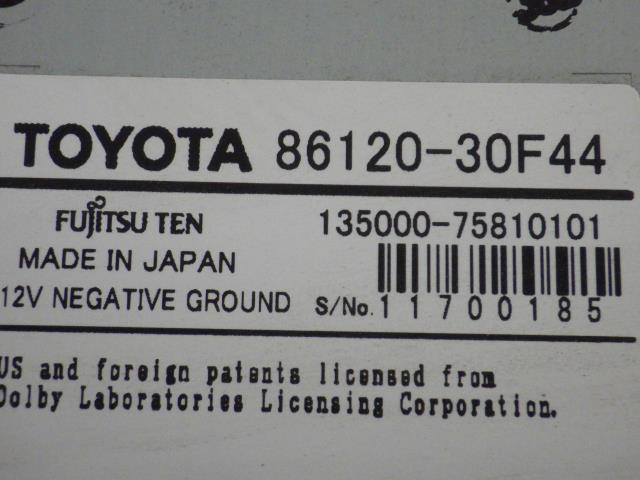 TOYOTA 86120-30F44
FUJITSU TEN 135000-75810101
MADE IN JAPAN
12V NEGATIVE GROUND S/No. 11700185
US and foreign patents licensed from
Dolby Laboratories Licensing Corporation.